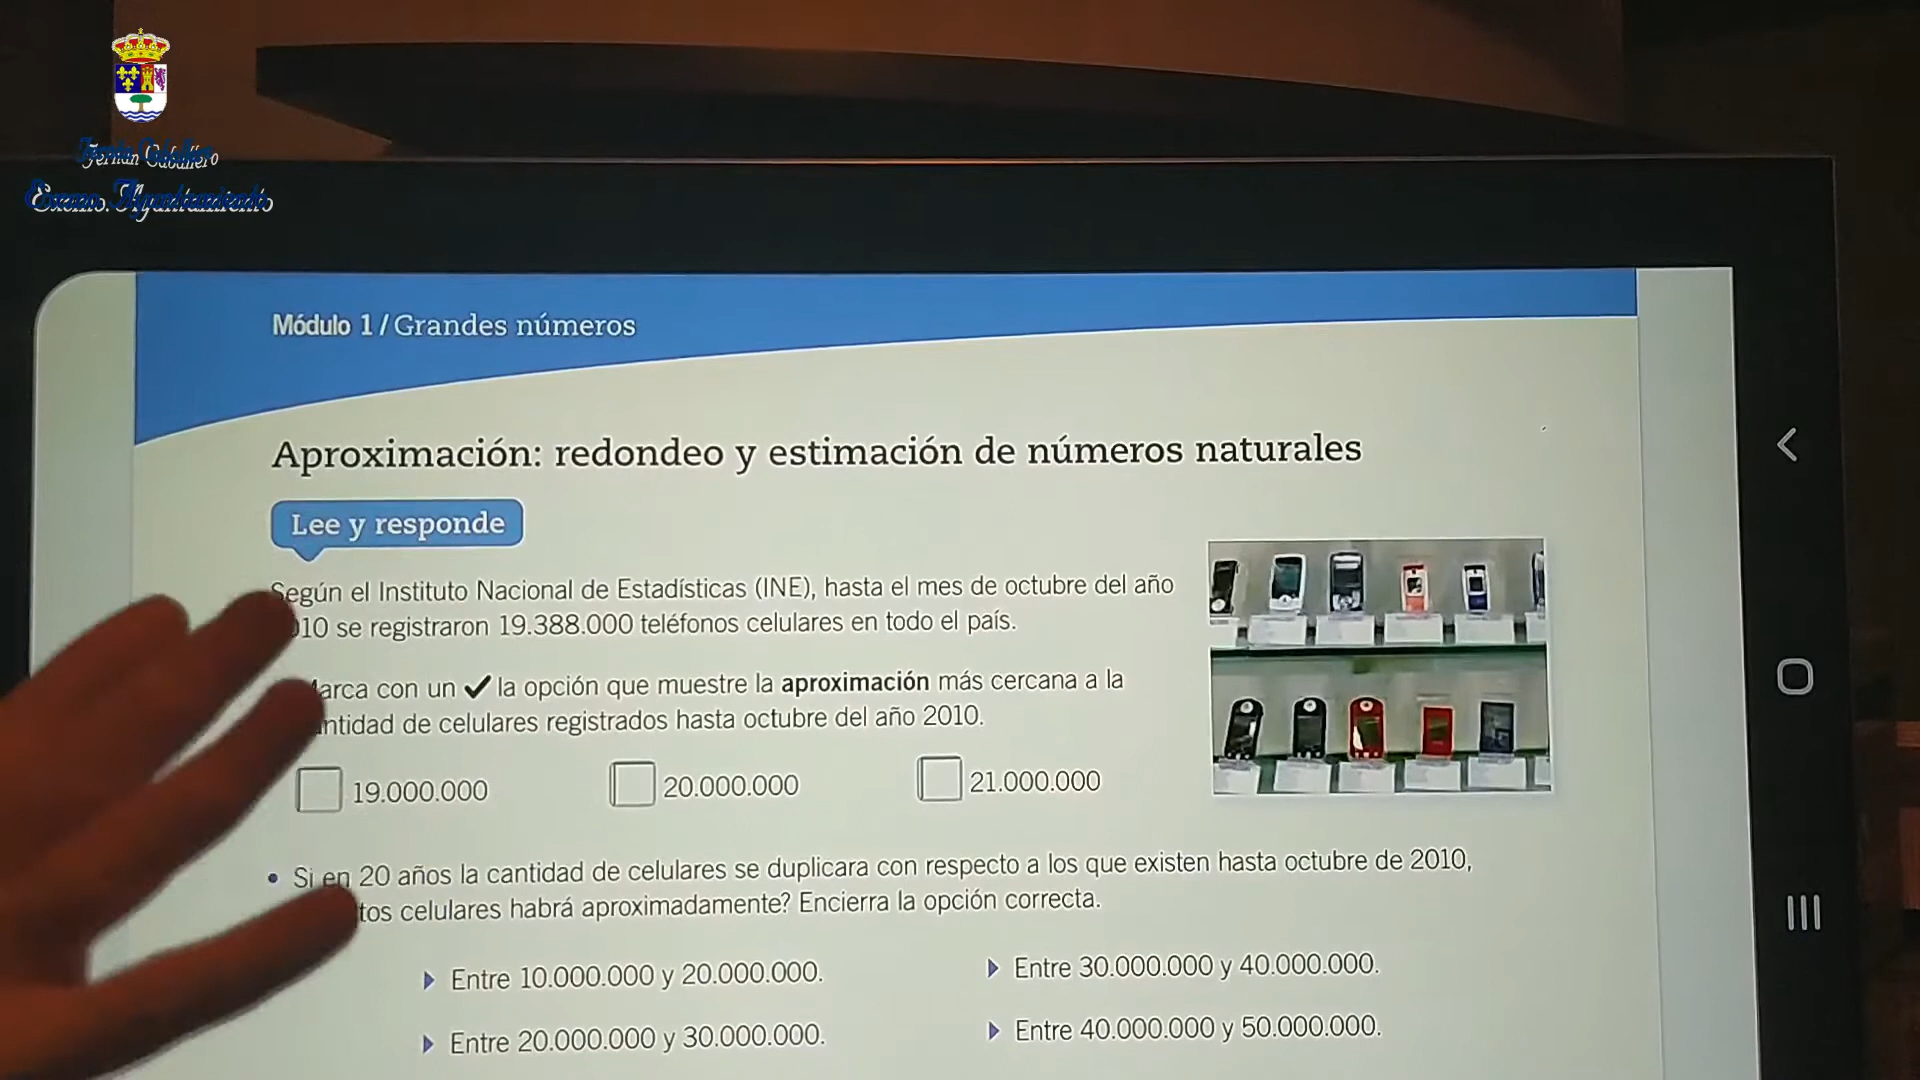 Fernán Caballero
Excmo. Ayuntamiento
Módulo 1 / Grandes números
Aproximación: redondeo y estimación de números naturales
Lee y responde
Según el Instituto Nacional de Estadísticas (INE), hasta el mes de octubre del año
10 se registraron 19.388.000 teléfonos celulares en todo el país.
arca con un ✔ la opción que muestre la aproximación más cercana a la
ntidad de celulares registrados hasta octubre del año 2010.
19.000.000 20.000.000 21.000.000
• Si en 20 años la cantidad de celulares se duplicara con respecto a los que existen hasta octubre de 2010,
tos celulares habrá aproximadamente? Encierra la opción correcta.
Entre 10.000.000 y 20.000.000. Entre 30.000.000 y 40.000.000.
Entre 20.000.000 y 30.000.000. Entre 40.000.000 y 50.000.000.